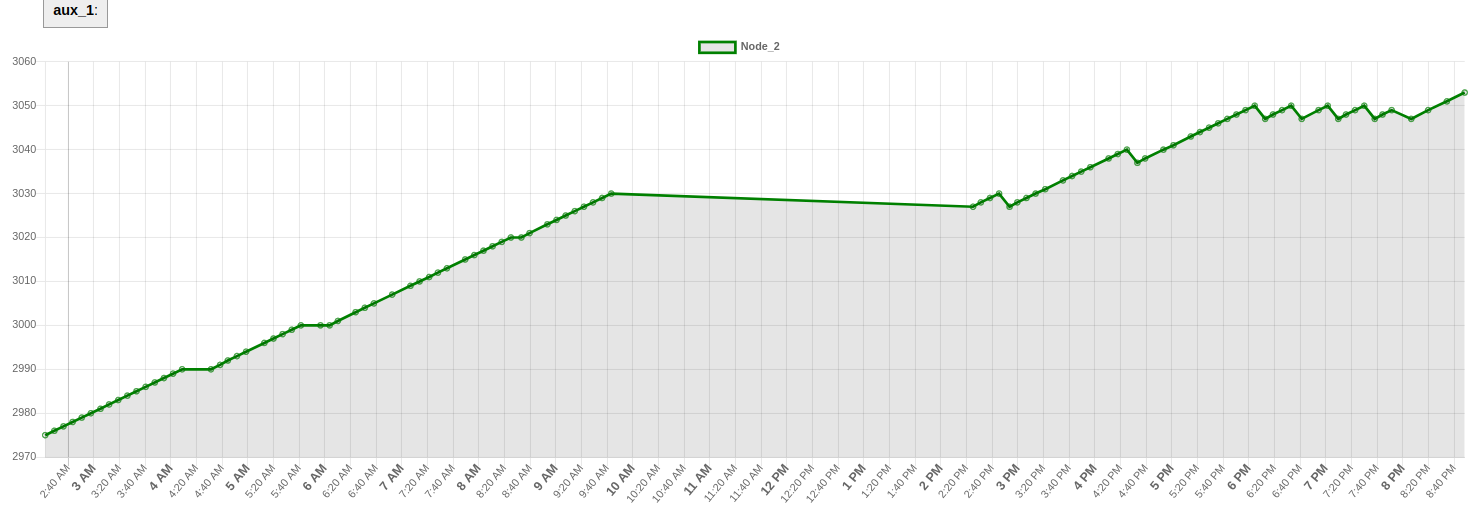 aux_1:
Node_2
3060
3050
3040
3030
3020
3010
3000
2990
2980
2970
2:40 AM
3 AM
3:20 AM
3:40 AM
4 AM
4:20 AM
4:40 AM
5 AM
5:20 AM
5:40 AM
6 AM
6:20 AM
6:40 AM
7 AM
7:20 AM
7:40 AM
8 AM
8:20 AM
8:40 AM
9 AM
9:20 AM
9:40 AM
10 AM
10:20 AM
10:40 AM
11 AM
11:20 AM
11:40 AM
12 PM
12:20 PM
12:40 PM
1 PM
1:20 PM
1:40 PM
2 PM
2:20 PM
2:40 PM
3 PM
3:20 PM
3:40 PM
4 PM
4:20 PM
4:40 PM
5 PM
5:20 PM
5:40 PM
6 PM
6:20 PM
6:40 PM
7 PM
7:20 PM
7:40 PM
8 PM
8:20 PM
8:40 PM